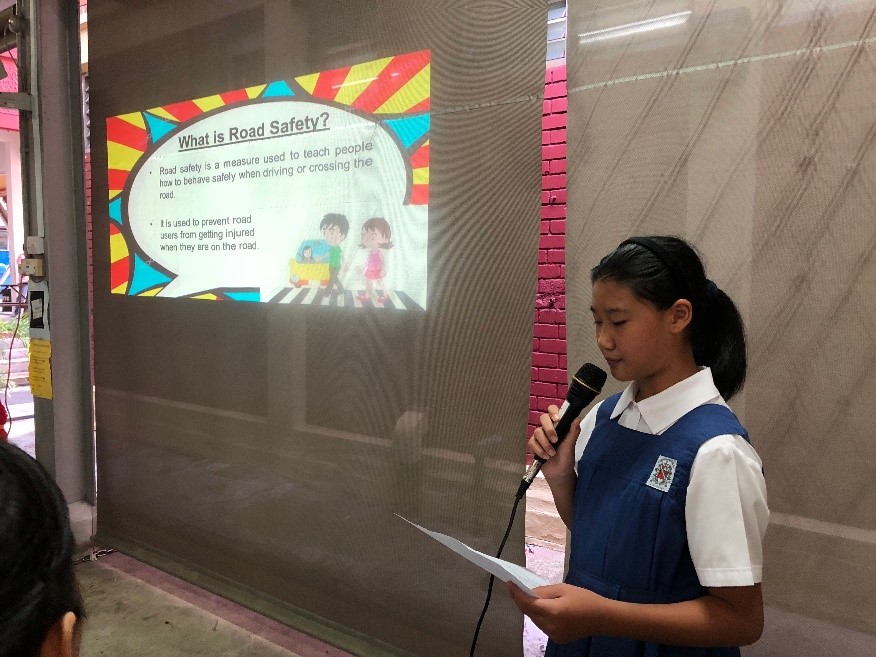 What is Road Safety?
• Road safety is a measure used to teach people
how to behave safely when driving or crossing the
road.
• It is used to prevent road
users from getting injured
when they are on the road.